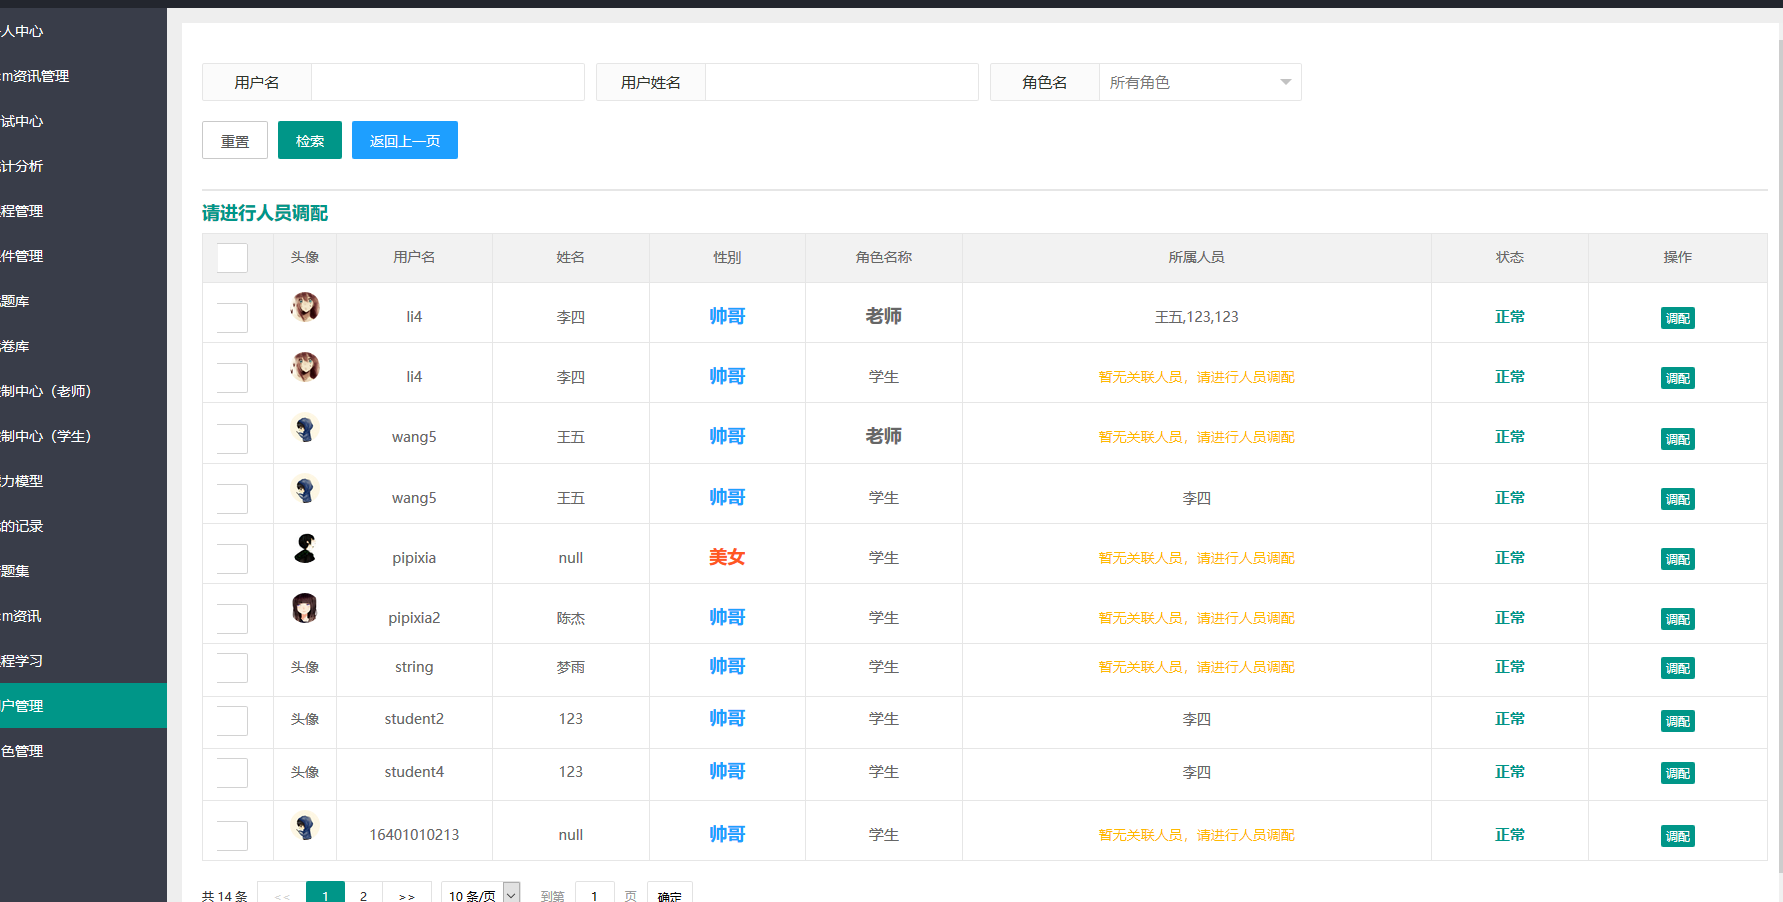 人中心
m资讯管理
试中心
计分析
程管理
件管理
题库
卷库
制中心（老师）
制中心（学生）
力模型
的记录
题集
m资讯
程学习
户管理
色管理
用户名 用户姓名 角色名 所有角色
重置 检索 返回上一页
请进行人员调配
头像 用户名 姓名 性别 角色名称 所属人员 状态 操作
li4 李四 帅哥 老师 王五,123,123 正常 调配
li4 李四 帅哥 学生 暂无关联人员，请进行人员调配 正常 调配
wang5 王五 帅哥 老师 暂无关联人员，请进行人员调配 正常 调配
wang5 王五 帅哥 学生 李四 正常 调配
pipixia null 美女 学生 暂无关联人员，请进行人员调配 正常 调配
pipixia2 陈杰 帅哥 学生 暂无关联人员，请进行人员调配 正常 调配
头像 string 梦雨 帅哥 学生 暂无关联人员，请进行人员调配 正常 调配
头像 student2 123 帅哥 学生 李四 正常 调配
头像 student4 123 帅哥 学生 李四 正常 调配
16401010213 null 帅哥 学生 暂无关联人员，请进行人员调配 正常 调配
共 14 条 << 1 2 >> 10 条/页 到第 1 页 确定